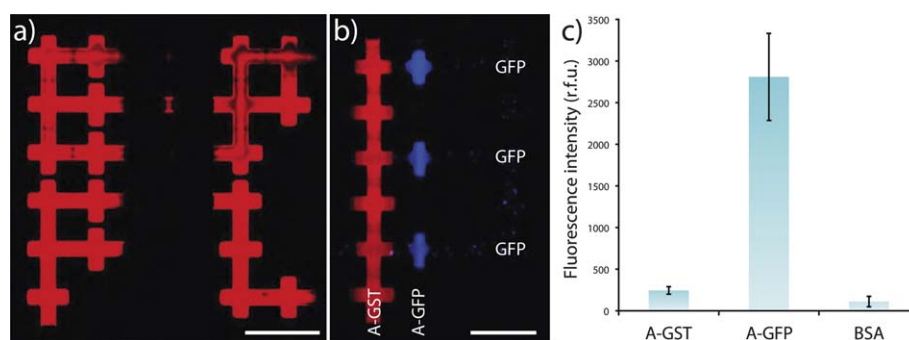 a)
b)
GFP
GFP
GFP
A-GST
A-GFP
c)
Fluorescence intensity (r.f.u.)
3500
3000
2500
2000
1500
1000
500
0
A-GST
A-GFP
BSA